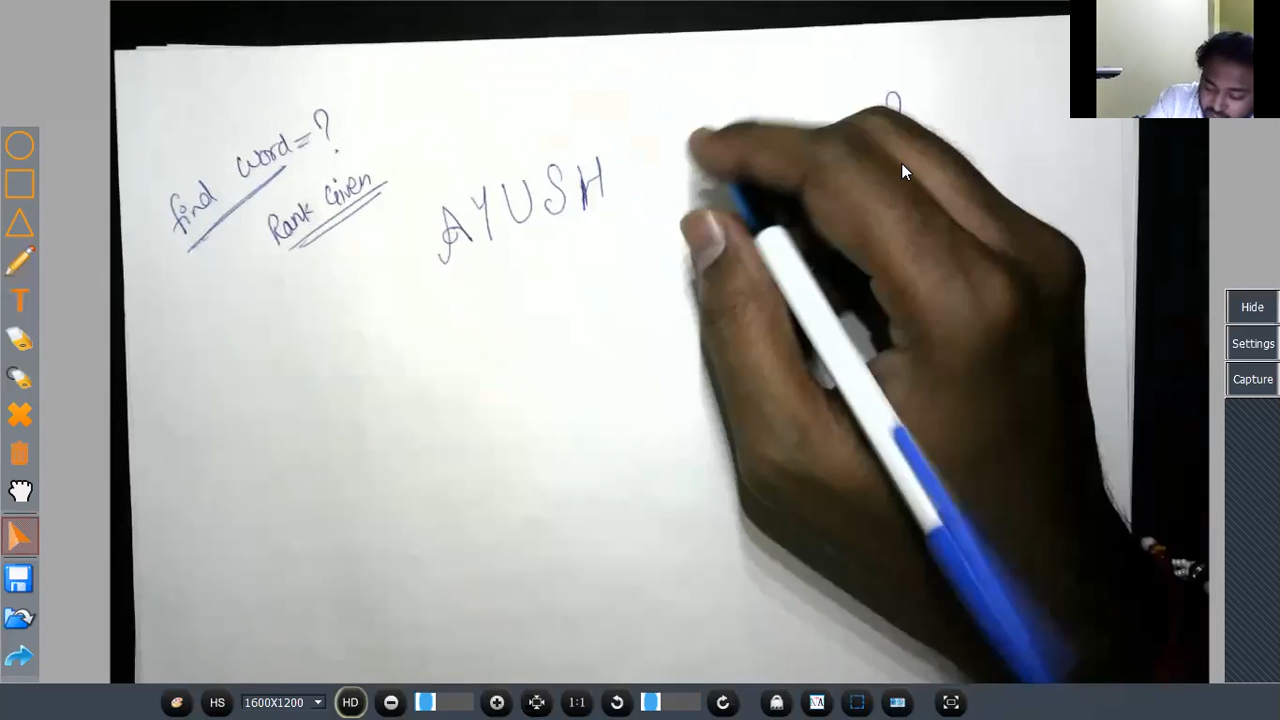 find word = ?
Rank Given
AYUSH
?
Hide
Settings
Capture
HS
1600X1200
HD
1:1